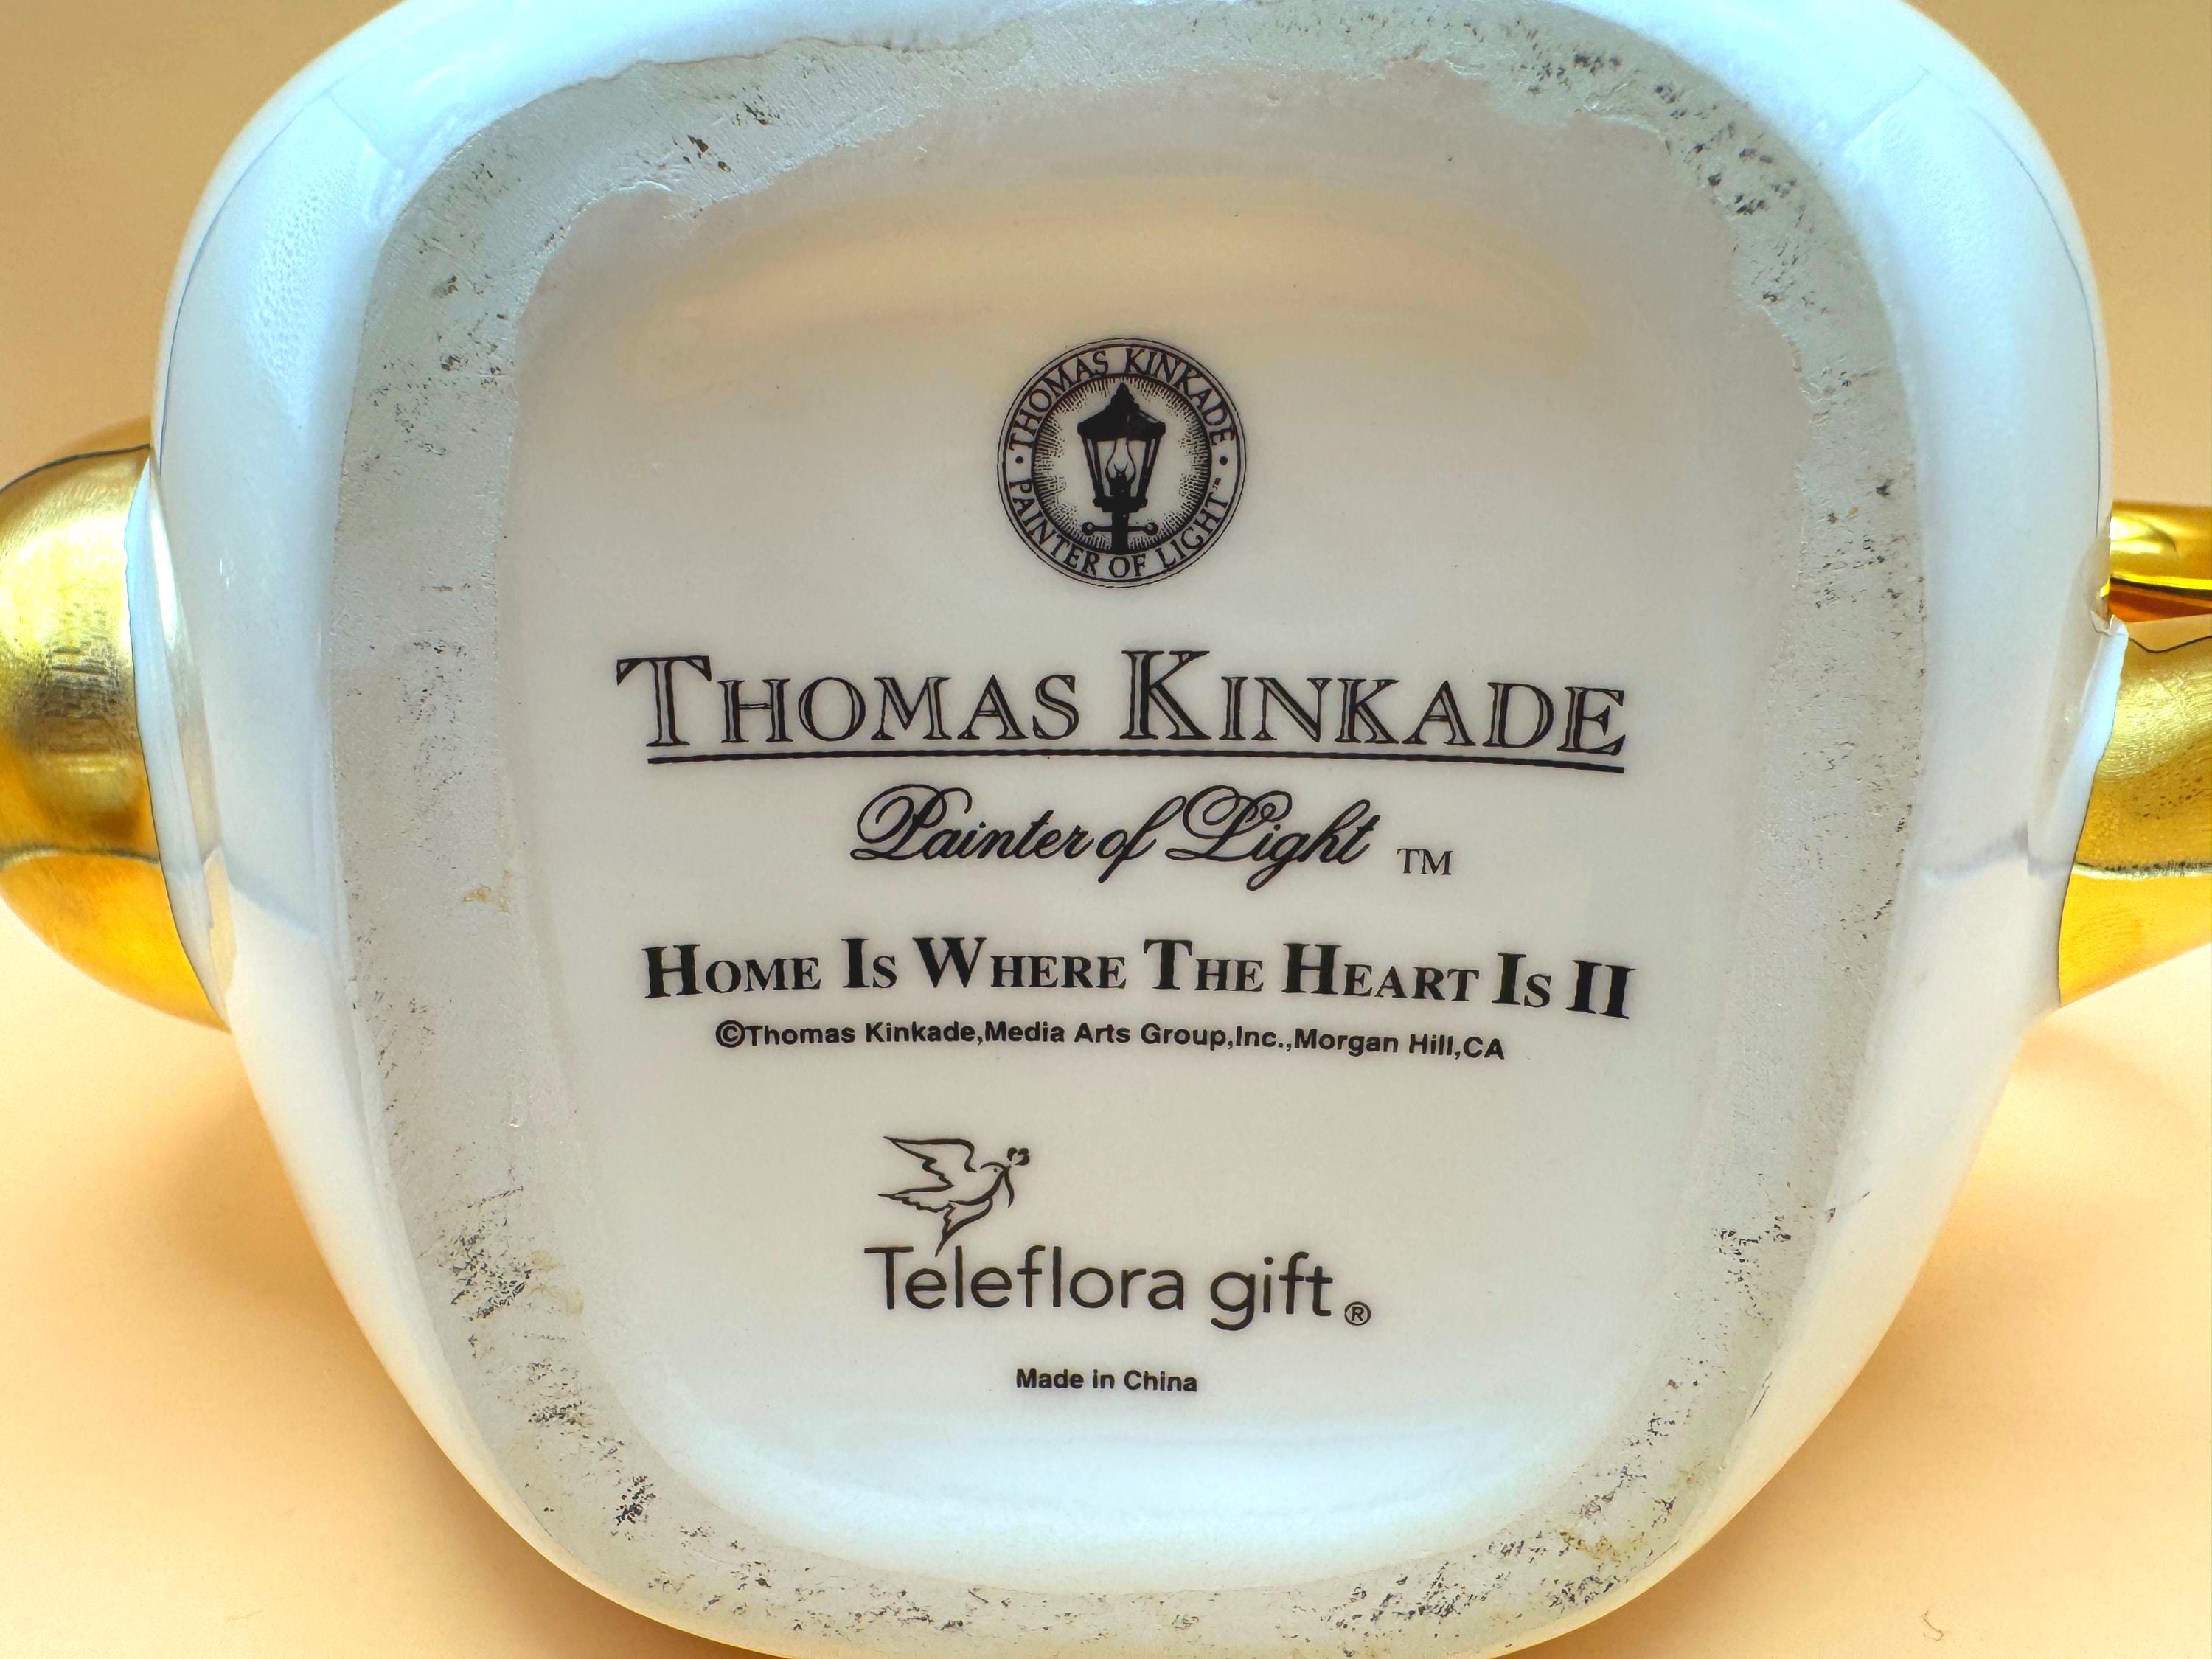 THOMAS KINKADE
· PAINTER OF LIGHT™ ·
THOMAS KINKADE
Painter of Light TM
HOME IS WHERE THE HEART IS II
©Thomas Kinkade,Media Arts Group,Inc.,Morgan Hill,CA
Teleflora gift®
Made in China